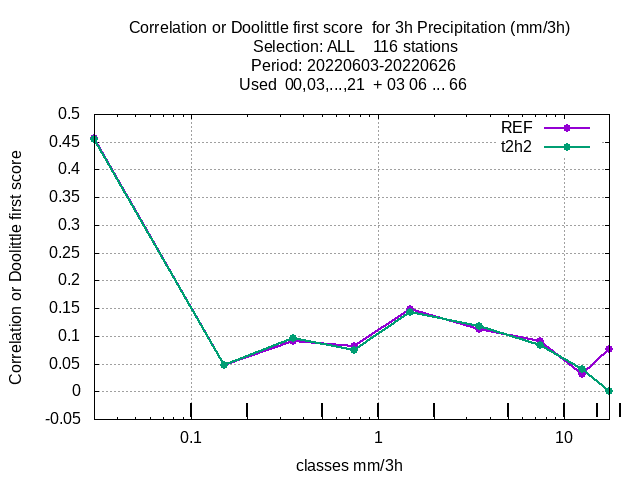 Correlation or Doolittle first score  for 3h Precipitation (mm/3h)
Selection: ALL    116 stations
Period: 20220603-20220626
Used  00,03,...,21  + 03 06 ... 66
REF
t2h2
Correlation or Doolittle first score
0.5
0.45
0.4
0.35
0.3
0.25
0.2
0.15
0.1
0.05
0
-0.05
0.1
1
10
classes mm/3h